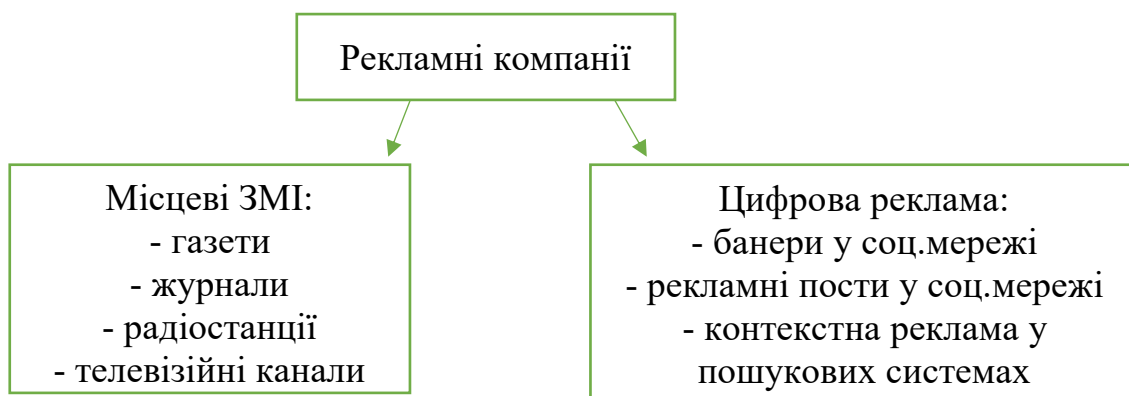 Рекламні компанії
Місцеві ЗМІ:
- газети
- журнали
- радіостанції
- телевізійні канали
Цифрова реклама:
- банери у соц.мережі
- рекламні пости у соц.мережі
- контекстна реклама у
пошукових системах